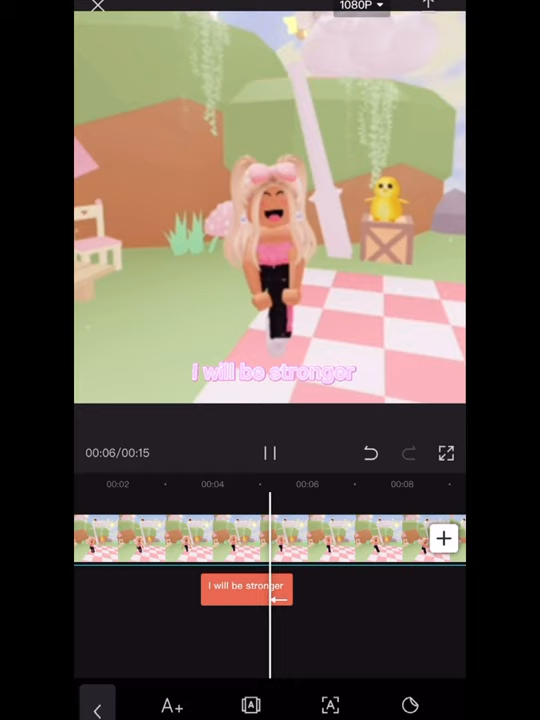 1080P
I will be stronger
00:06/00:15
00:02 00:04 00:06 00:08
I will be stronger
A+
A
A